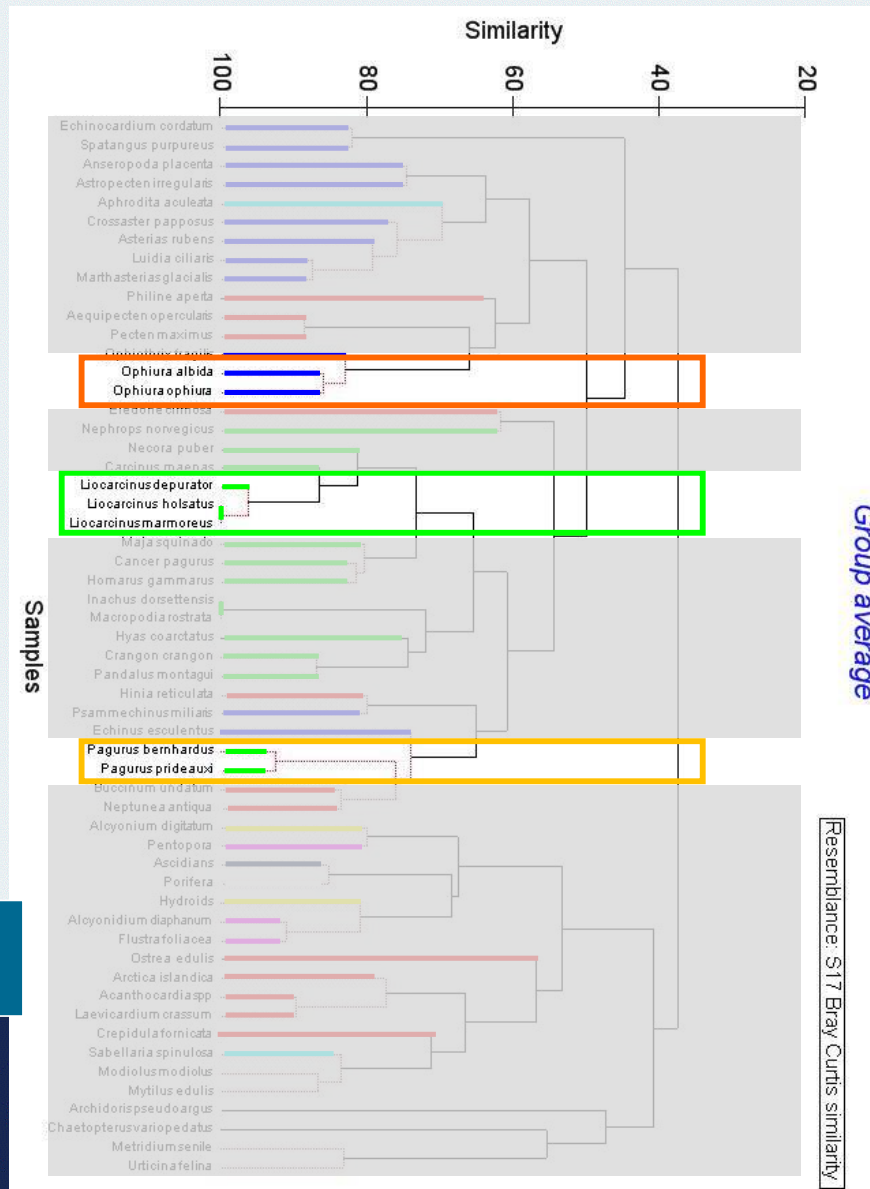 Similarity
100
80
60
40
20
Echinocardium cordatum
Spatangus purpureus
Anseropoda placenta
Astropecten irregularis
Aphrodita aculeata
Crossaster papposus
Asterias rubens
Luidia ciliaris
Marthasterias glacialis
Philine aperta
Aequipecten opercularis
Pecten maximus
Ophiothrix fragilis
Ophiura albida
Ophiura ophiura
Eledone cirrhosa
Nephrops norvegicus
Necora puber
Carcinus maenas
Liocarcinus depurator
Liocarcinus holsatus
Liocarcinus marmoreus
Maja squinado
Cancer pagurus
Homarus gammarus
Inachus dorsettensis
Macropodia rostrata
Hyas coarctatus
Crangon crangon
Pandalus montagui
Hinia reticulata
Psammechinus miliaris
Echinus esculentus
Pagurus bernhardus
Pagurus prideauxi
Buccinum undatum
Neptunea antiqua
Alcyonium digitatum
Pentopora
Ascidians
Porifera
Hydroids
Alcyonidium diaphanum
Flustra foliacea
Ostrea edulis
Arctica islandica
Acanthocardia spp
Laevicardium crassum
Crepidula fornicata
Sabellaria spinulosa
Modiolus modiolus
Mytilus edulis
Archidoris pseudoargus
Chaetopterus variopedatus
Metridium senile
Urticina felina
Samples
Group average
Resemblance: S17 Bray Curtis similarity